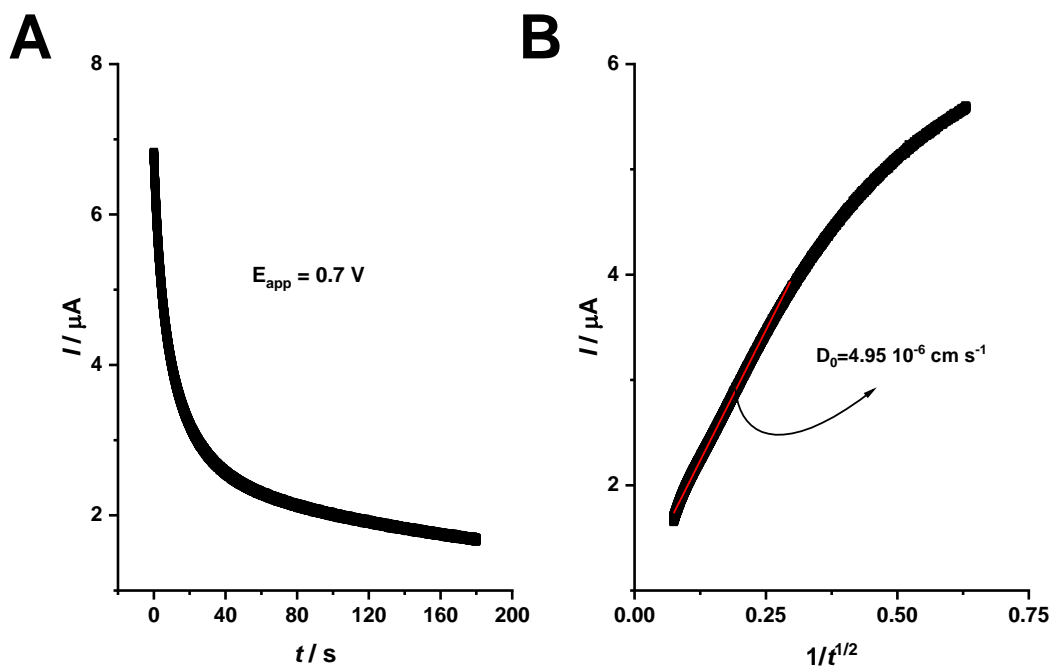 A
8
6
4
2
I / µA
E_app = 0.7 V
0
40
80
120
160
200
t / s
B
6
4
2
I / µA
D_0=4.95 10^-6 cm s^-1
0.00
0.25
0.50
0.75
1/t^1/2